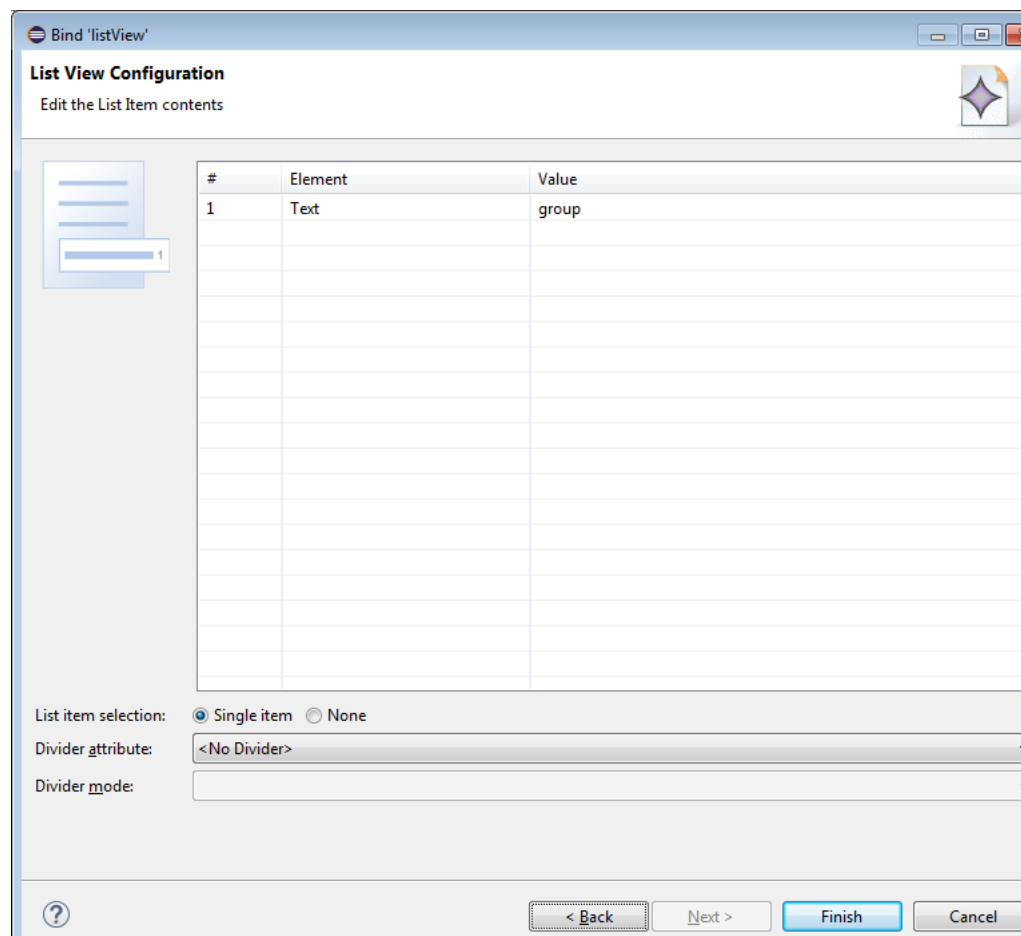 Bind 'listView'
List View Configuration
Edit the List Item contents
# Element Value
1 Text group
1
List item selection: Single item None
Divider attribute: <No Divider>
Divider mode:
? < Back Next > Finish Cancel